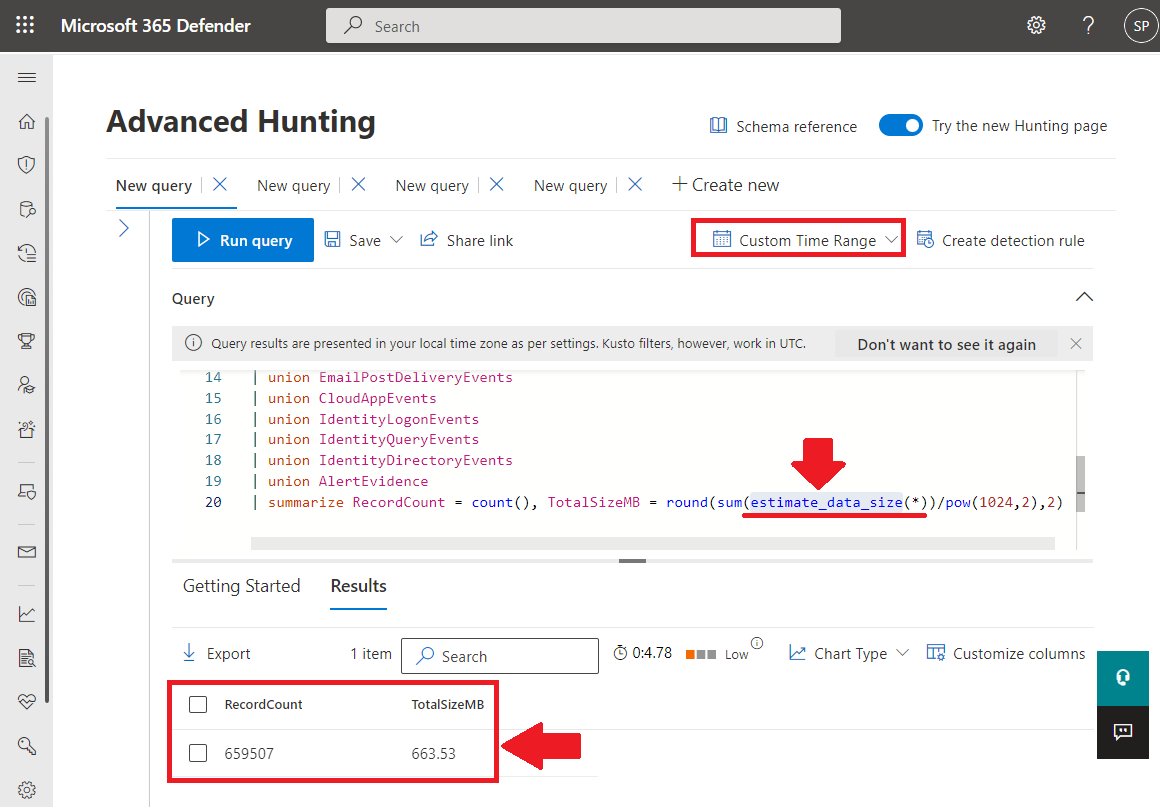 Microsoft 365 Defender
Search
SP
Advanced Hunting
Schema reference
Try the new Hunting page
New query New query New query New query Create new
Run query Save Share link Custom Time Range Create detection rule
Query
Query results are presented in your local time zone as per settings. Kusto filters, however, work in UTC. Don't want to see it again
14 | union EmailPostDeliveryEvents
15 | union CloudAppEvents
16 | union IdentityLogonEvents
17 | union IdentityQueryEvents
18 | union IdentityDirectoryEvents
19 | union AlertEvidence
20 | summarize RecordCount = count(), TotalSizeMB = round(sum(estimate_data_size(*))/pow(1024,2),2)
Getting Started Results
Export 1 item Search 0:4.78 Low Chart Type Customize columns
RecordCount TotalSizeMB
659507 663.53